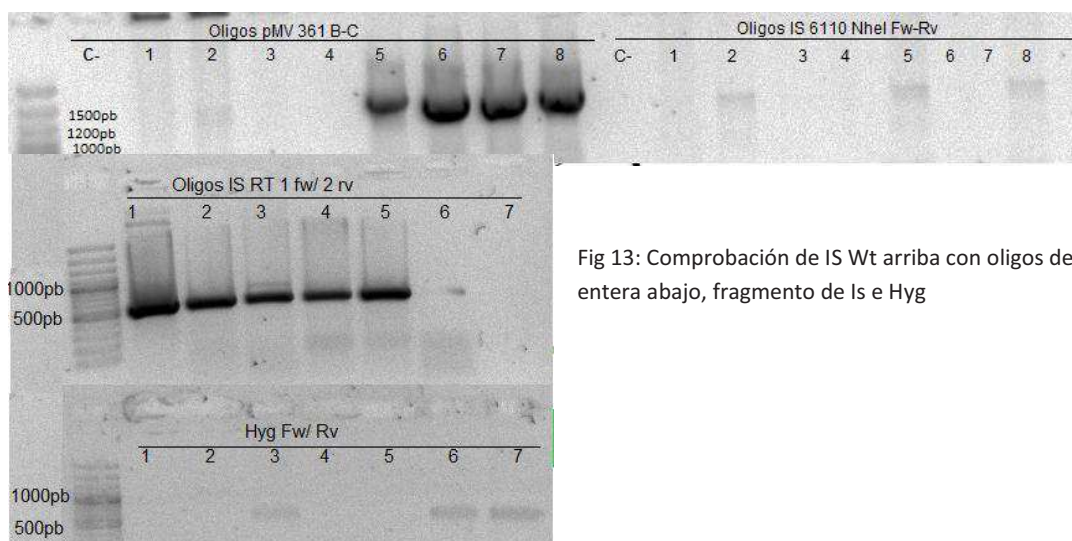 Oligos pMV 361 B-C
Oligos IS 6110 NheI Fw-Rv
C- 1 2 3 4 5 6 7 8
C- 1 2 3 4 5 6 7 8
1500pb
1200pb
1000pb
Oligos IS RT 1 fw/ 2 rv
1 2 3 4 5 6 7
1000pb
500pb
Fig 13: Comprobación de IS Wt arriba con oligos de
entera abajo, fragmento de Is e Hyg
Hyg Fw/ Rv
1 2 3 4 5 6 7
1000pb
500pb